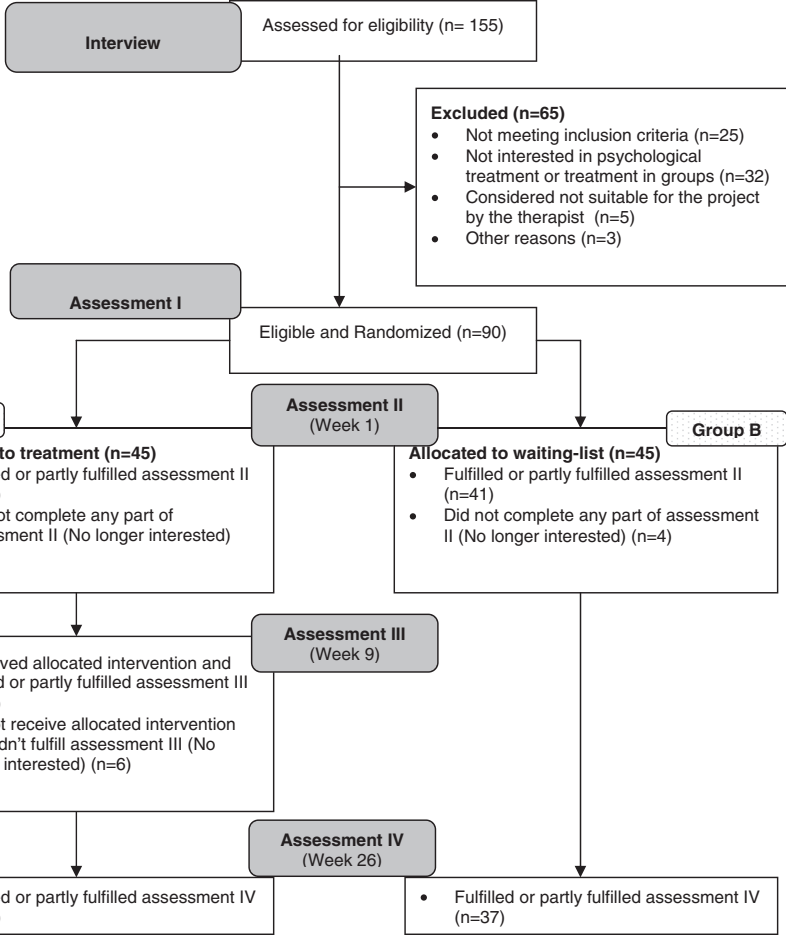 Interview
Assessed for eligibility (n= 155)
Excluded (n=65)
• Not meeting inclusion criteria (n=25)
• Not interested in psychological
treatment or treatment in groups (n=32)
• Considered not suitable for the project
by the therapist (n=5)
• Other reasons (n=3)
Assessment I
Eligible and Randomized (n=90)
Assessment II
(Week 1)
Group B
to treatment (n=45)
d or partly fulfilled assessment II
)
ot complete any part of
sment II (No longer interested)
Allocated to waiting-list (n=45)
• Fulfilled or partly fulfilled assessment II
(n=41)
• Did not complete any part of assessment
II (No longer interested) (n=4)
Assessment III
(Week 9)
ved allocated intervention and
d or partly fulfilled assessment III
)
t receive allocated intervention
dn't fulfill assessment III (No
interested) (n=6)
Assessment IV
(Week 26)
d or partly fulfilled assessment IV
)
• Fulfilled or partly fulfilled assessment IV
(n=37)